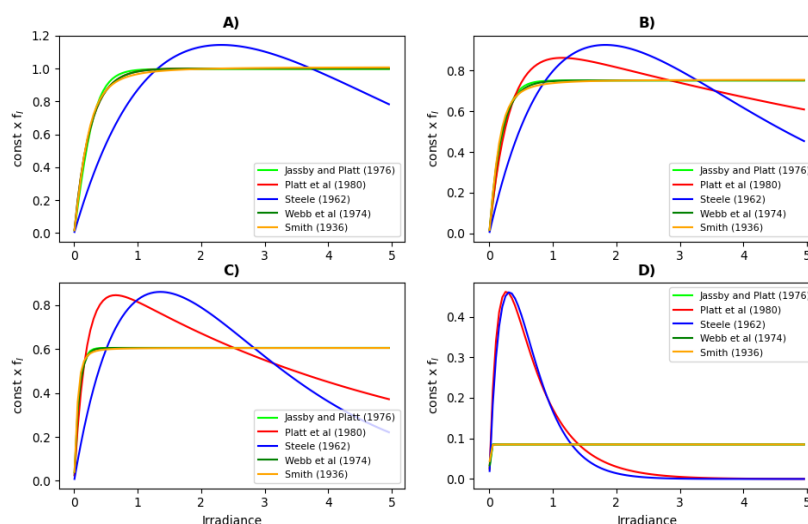 A)
const x f_I
1.2
1.0
0.8
0.6
0.4
0.2
0.0
0 1 2 3 4 5
Jassby and Platt (1976)
Platt et al (1980)
Steele (1962)
Webb et al (1974)
Smith (1936)
B)
const x f_I
0.8
0.6
0.4
0.2
0.0
0 1 2 3 4 5
Jassby and Platt (1976)
Platt et al (1980)
Steele (1962)
Webb et al (1974)
Smith (1936)
C)
const x f_I
0.8
0.6
0.4
0.2
0.0
0 1 2 3 4 5
Irradiance
Jassby and Platt (1976)
Platt et al (1980)
Steele (1962)
Webb et al (1974)
Smith (1936)
D)
const x f_I
0.4
0.3
0.2
0.1
0.0
0 1 2 3 4 5
Irradiance
Jassby and Platt (1976)
Platt et al (1980)
Steele (1962)
Webb et al (1974)
Smith (1936)